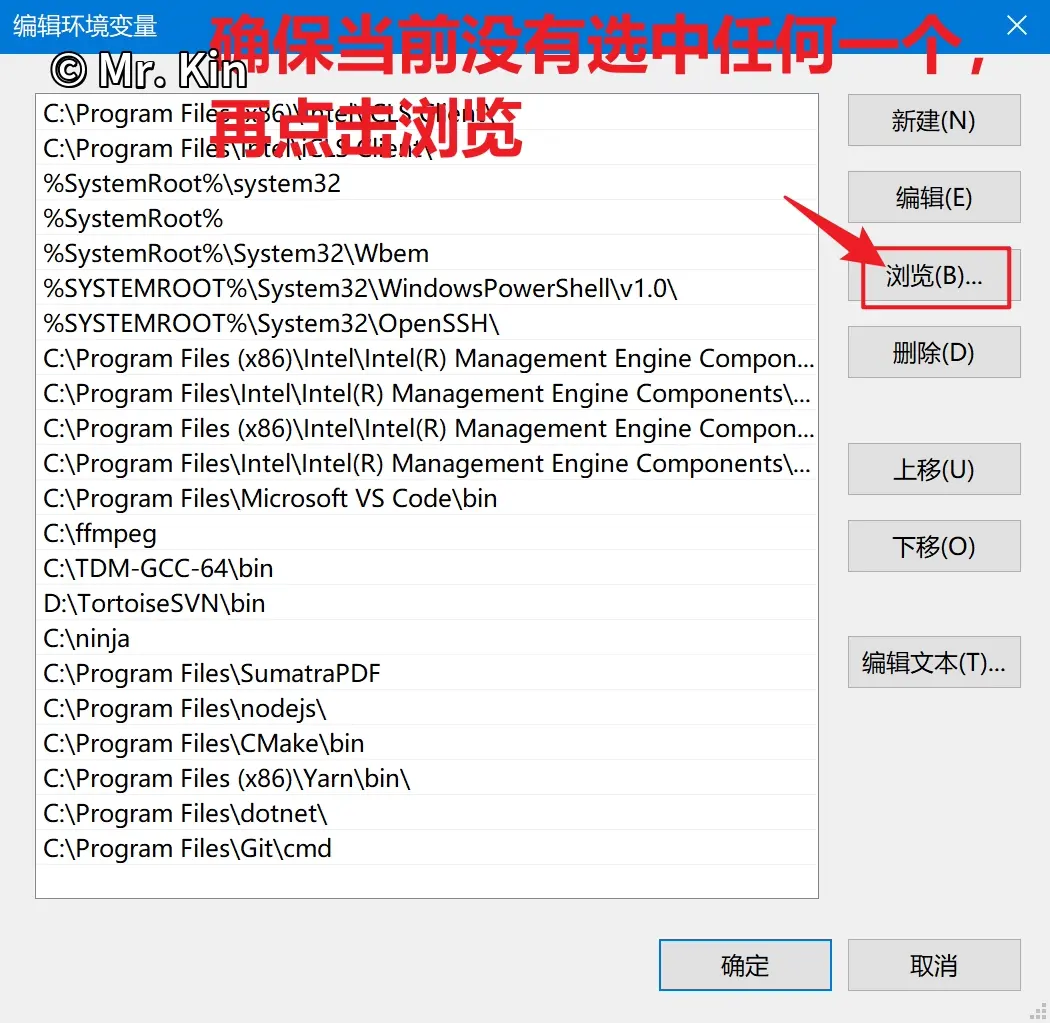 编辑环境变量
确保当前没有选中任何一个，
再点击浏览
© Mr. Kin
C:\Program Files (x86)\Intel\iCLS Client\
C:\Program Files\Intel\iCLS Client\
%SystemRoot%\system32
%SystemRoot%
%SystemRoot%\System32\Wbem
%SYSTEMROOT%\System32\WindowsPowerShell\v1.0\
%SYSTEMROOT%\System32\OpenSSH\
C:\Program Files (x86)\Intel\Intel(R) Management Engine Compon...
C:\Program Files\Intel\Intel(R) Management Engine Components\...
C:\Program Files (x86)\Intel\Intel(R) Management Engine Compon...
C:\Program Files\Intel\Intel(R) Management Engine Components\...
C:\Program Files\Microsoft VS Code\bin
C:\ffmpeg
C:\TDM-GCC-64\bin
D:\TortoiseSVN\bin
C:\ninja
C:\Program Files\SumatraPDF
C:\Program Files\nodejs\
C:\Program Files\CMake\bin
C:\Program Files (x86)\Yarn\bin\
C:\Program Files\dotnet\
C:\Program Files\Git\cmd
新建(N)
编辑(E)
浏览(B)...
删除(D)
上移(U)
下移(O)
编辑文本(T)...
确定
取消